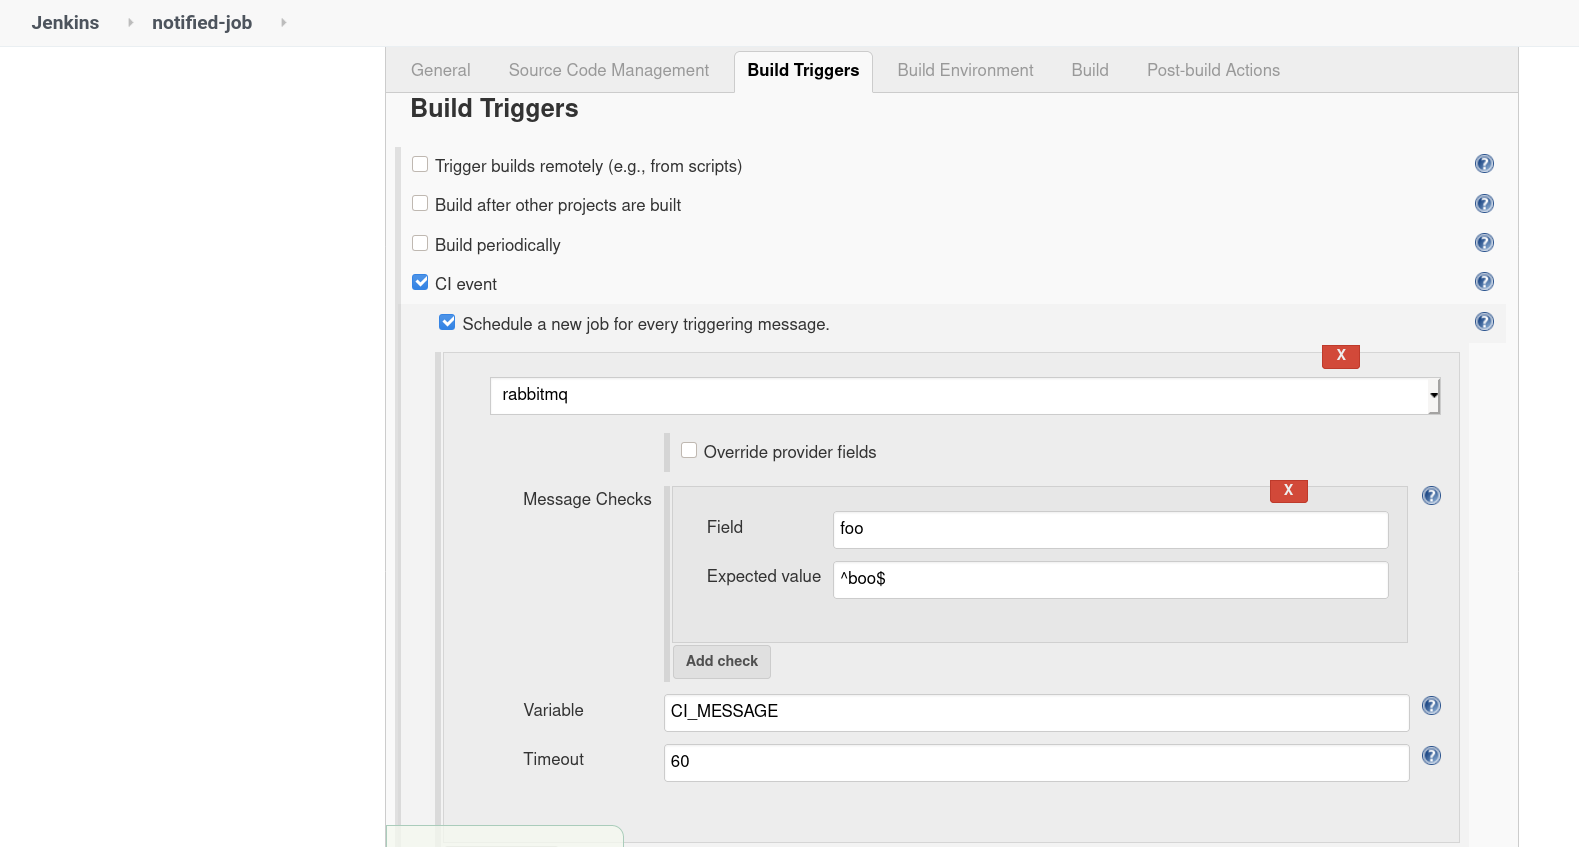 Jenkins notified-job
General Source Code Management Build Triggers Build Environment Build Post-build Actions
Build Triggers
Trigger builds remotely (e.g., from scripts)
Build after other projects are built
Build periodically
CI event
Schedule a new job for every triggering message.
X
rabbitmq
Override provider fields
Message Checks
X
Field foo
Expected value ^boo$
Add check
Variable CI_MESSAGE
Timeout 60